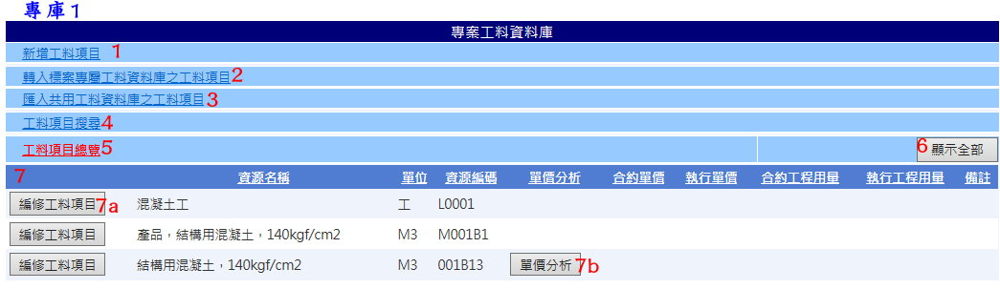 專庫1
專案工料資料庫
新增工料項目 1
轉入標案專屬工料資料庫之工料項目2
匯入共用工料資料庫之工料項目3
工料項目搜尋4
工料項目總覽5 6 顯示全部
7 資源名稱 單位 資源編碼 單價分析 合約單價 執行單價 合約工程用量 執行工程用量 備註
編修工料項目 7a 混凝土工 工 L0001
編修工料項目 產品，結構用混凝土，140kgf/cm2 M3 M001B1
編修工料項目 結構用混凝土，140kgf/cm2 M3 001B13 單價分析 7b